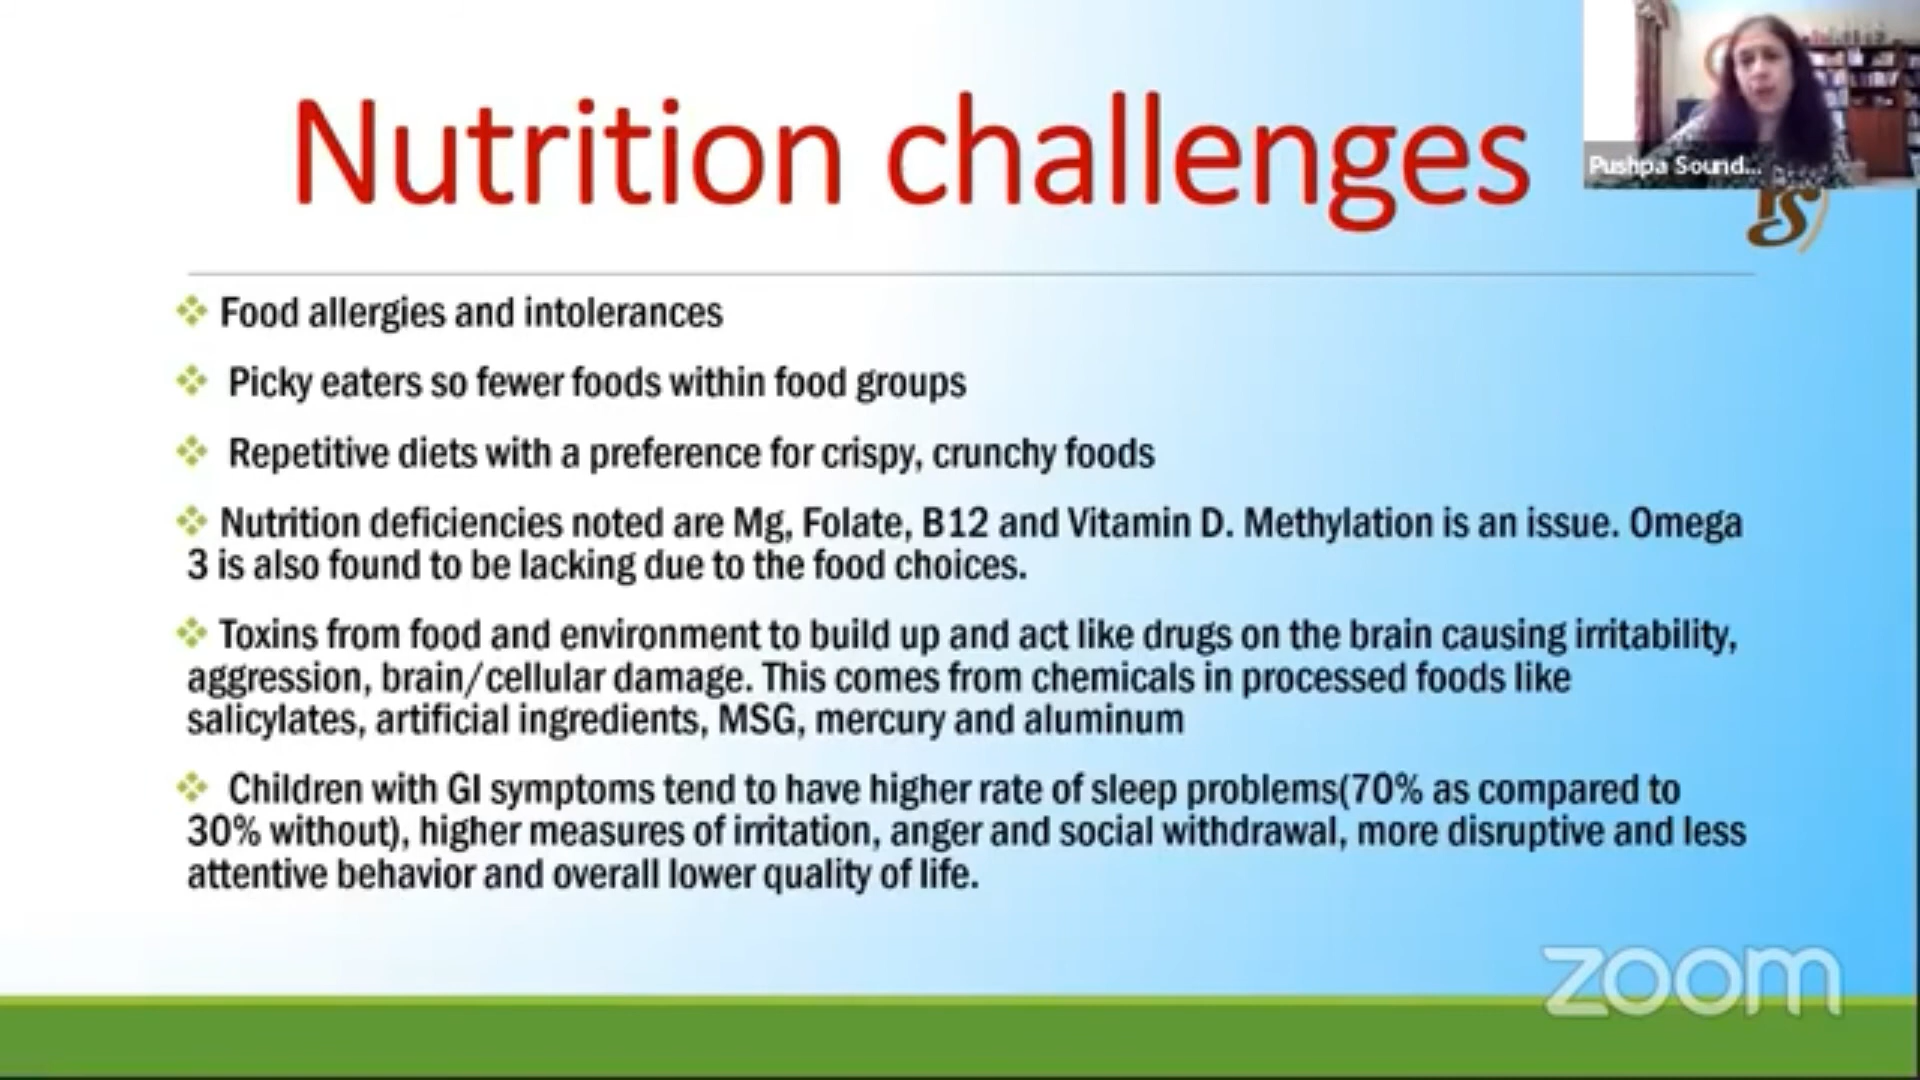 Nutrition challenges
Pushpa Sound...
Food allergies and intolerances
Picky eaters so fewer foods within food groups
Repetitive diets with a preference for crispy, crunchy foods
Nutrition deficiencies noted are Mg, Folate, B12 and Vitamin D. Methylation is an issue. Omega
3 is also found to be lacking due to the food choices.
Toxins from food and environment to build up and act like drugs on the brain causing irritability,
aggression, brain/cellular damage. This comes from chemicals in processed foods like
salicylates, artificial ingredients, MSG, mercury and aluminum
Children with GI symptoms tend to have higher rate of sleep problems(70% as compared to
30% without), higher measures of irritation, anger and social withdrawal, more disruptive and less
attentive behavior and overall lower quality of life.
zoom